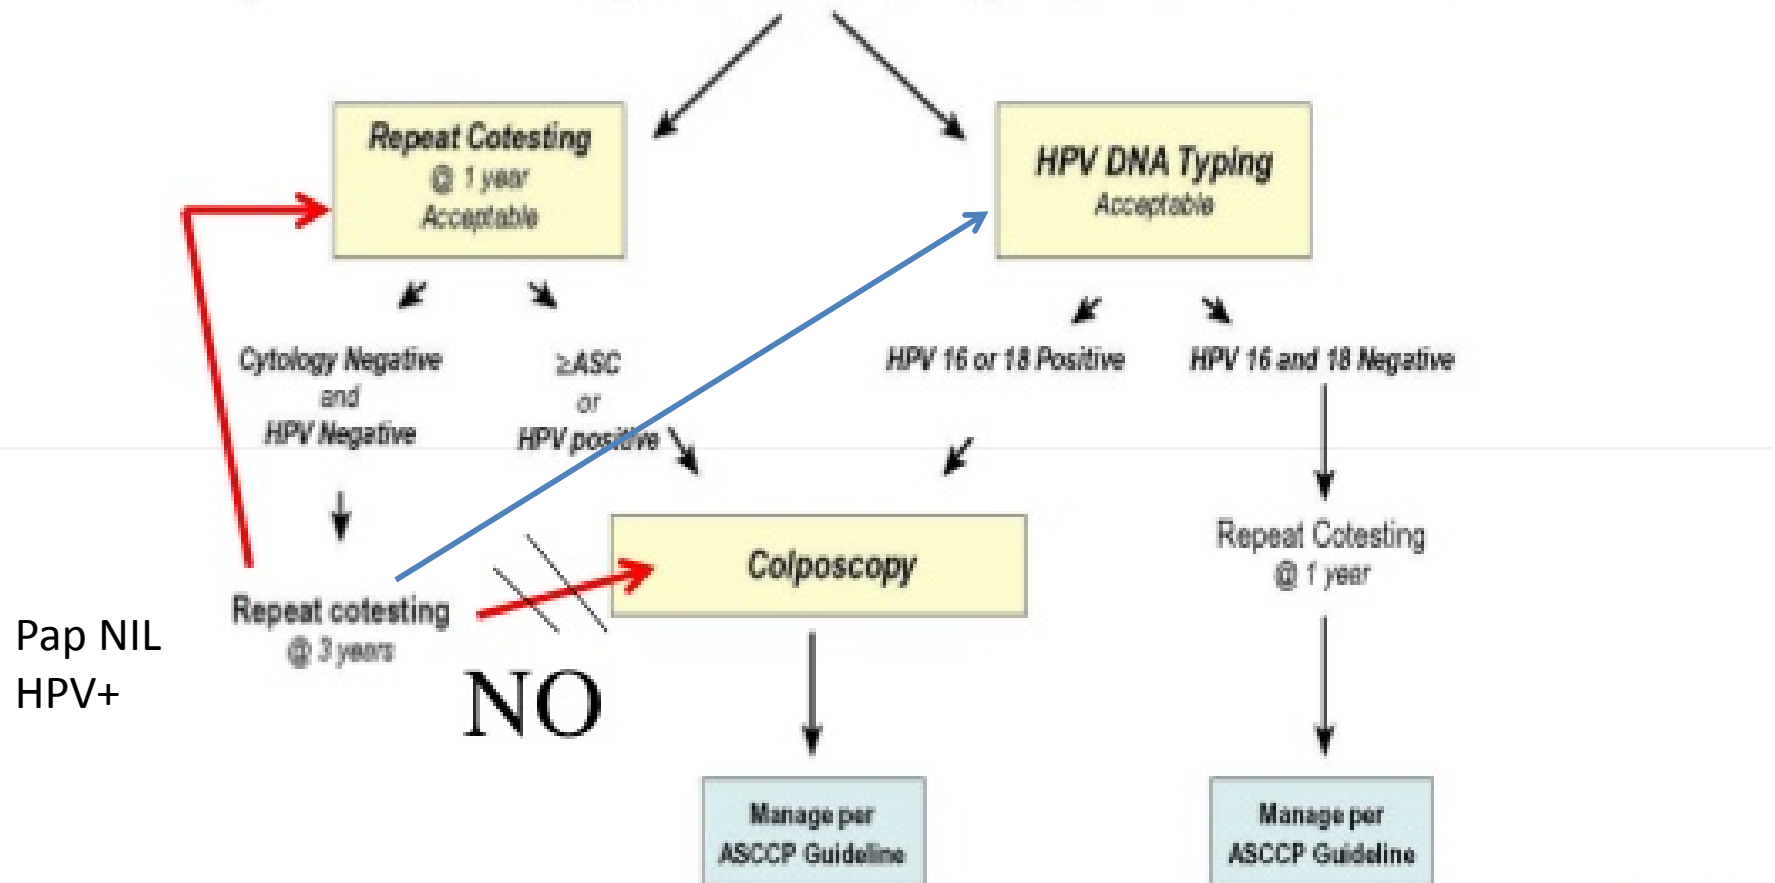 Repeat Cotesting
@ 1 year
Acceptable
HPV DNA Typing
Acceptable
Cytology Negative
and
HPV Negative
≥ASC
or
HPV positive
HPV 16 or 18 Positive
HPV 16 and 18 Negative
Repeat cotesting
@ 3 years
Colposcopy
Repeat Cotesting
@ 1 year
Pap NIL
HPV+
NO
Manage per
ASCCP Guideline
Manage per
ASCCP Guideline